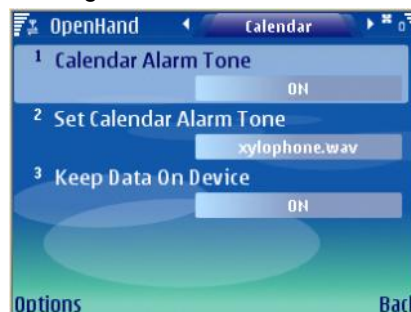 OpenHand
Calendar
1 Calendar Alarm Tone
ON
2 Set Calendar Alarm Tone
xylophone.wav
3 Keep Data On Device
ON
Options
Back